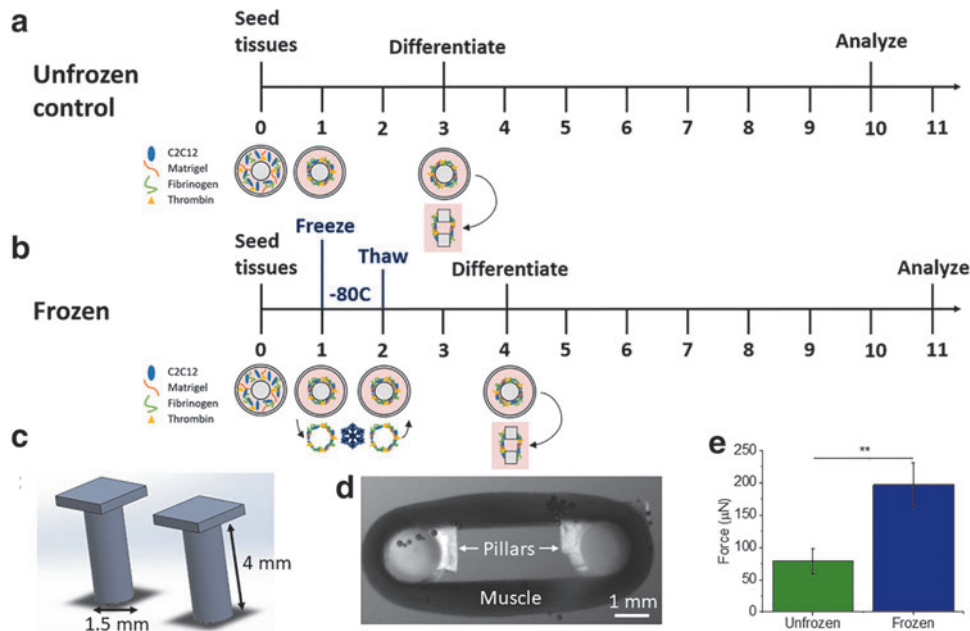 a
Unfrozen
control
Seed
tissues
Differentiate
Analyze
0 1 2 3 4 5 6 7 8 9 10 11
C2C12
Matrigel
Fibrinogen
Thrombin
b
Frozen
Seed
tissues
Freeze
-80C
Thaw
Differentiate
Analyze
0 1 2 3 4 5 6 7 8 9 10 11
C2C12
Matrigel
Fibrinogen
Thrombin
c
4 mm
1.5 mm
d
Pillars
Muscle
1 mm
e
**
Force (µN)
250
200
150
100
50
0
Unfrozen Frozen